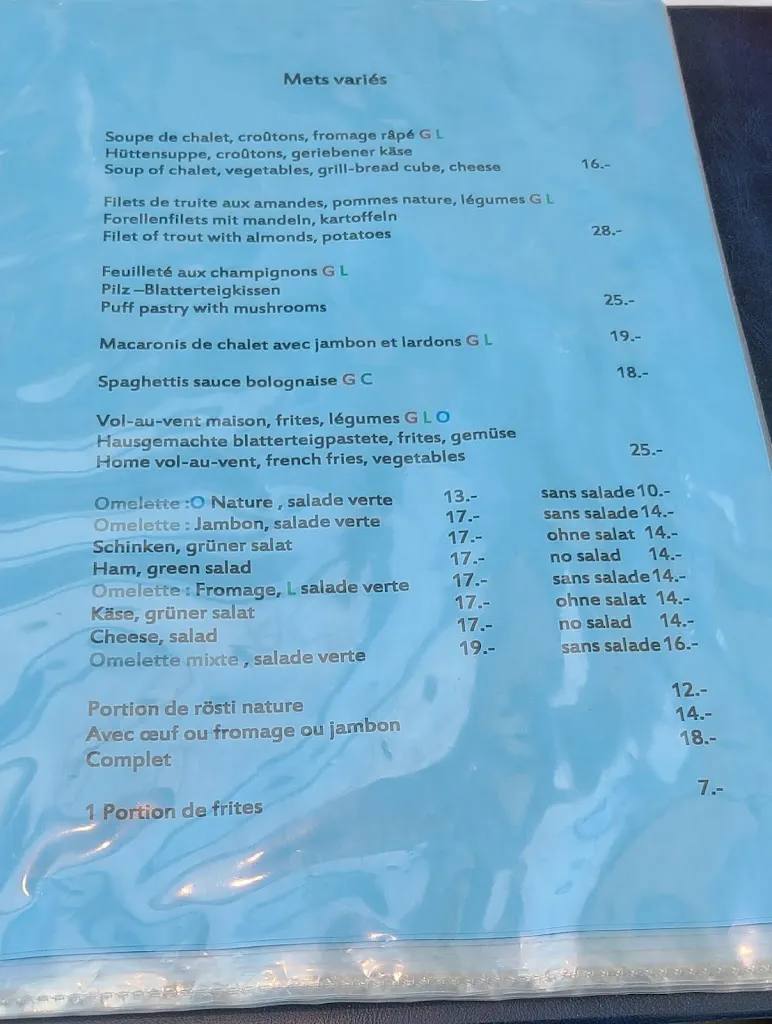 Mets variés
Soupe de chalet, croûtons, fromage râpé G L
Hüttensuppe, croûtons, geriebener käse
Soup of chalet, vegetables, grill-bread cube, cheese 16.-
Filets de truite aux amandes, pommes nature, légumes G L
Forellenfilets mit mandeln, kartoffeln
Filet of trout with almonds, potatoes 28.-
Feuilleté aux champignons G L
Pilz –Blatterteigkissen
Puff pastry with mushrooms 25.-
Macaronis de chalet avec jambon et lardons G L 19.-
Spaghettis sauce bolognaise G C 18.-
Vol-au-vent maison, frites, légumes G L O
Hausgemachte blatterteigpastete, frites, gemüse
Home vol-au-vent, french fries, vegetables 25.-
Omelette :O Nature , salade verte 13.- sans salade 10.-
Omelette : Jambon, salade verte 17.- sans salade 14.-
Schinken, grüner salat 17.- ohne salat 14.-
Ham, green salad 17.- no salad 14.-
Omelette : Fromage, L salade verte 17.- sans salade 14.-
Käse, grüner salat 17.- ohne salat 14.-
Cheese, salad 17.- no salad 14.-
Omelette mixte , salade verte 19.- sans salade 16.-
Portion de rösti nature 12.-
Avec œuf ou fromage ou jambon 14.-
Complet 18.-
1 Portion de frites 7.-